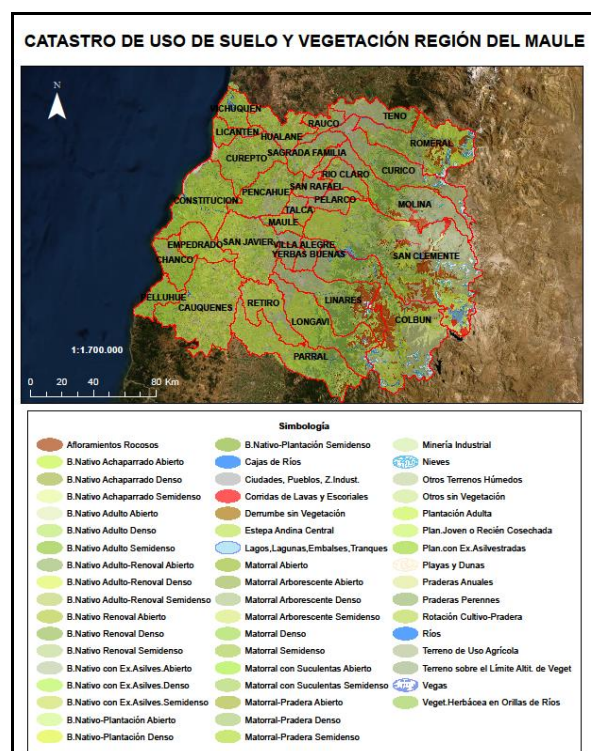 CATASTRO DE USO DE SUELO Y VEGETACIÓN REGIÓN DEL MAULE
N
VICHUQUEN
TENO
RAUCO
LICANTEN
HUALANE
ROMERAL
SAGRADA FAMILIA
CUREPTO
RIO CLARO
CURICO
SAN RAFAEL
PENCAHUE
PELARCO
CONSTITUCION
MOLINA
TALCA
MAULE
EMPEDRADO
SAN JAVIER
VILLA ALEGRE
YERBAS BUENAS
SAN CLEMENTE
CHANCO
PELLUHUE
CAUQUENES
RETIRO
LINARES
LONGAVI
COLBUN
PARRAL
1:1.700.000
0 20 40 80 Km
Simbología
Afloramientos Rocosos
B.Nativo Achaparrado Abierto
B.Nativo Achaparrado Denso
B.Nativo Achaparrado Semidenso
B.Nativo Adulto Abierto
B.Nativo Adulto Denso
B.Nativo Adulto Semidenso
B.Nativo Adulto-Renoval Abierto
B.Nativo Adulto-Renoval Denso
B.Nativo Adulto-Renoval Semidenso
B.Nativo Renoval Abierto
B.Nativo Renoval Denso
B.Nativo Renoval Semidenso
B.Nativo con Ex.Asilves.Abierto
B.Nativo con Ex.Asilves.Denso
B.Nativo con Ex.Asilves.Semidenso
B.Nativo-Plantación Abierto
B.Nativo-Plantación Denso
B.Nativo-Plantación Semidenso
Cajas de Ríos
Ciudades, Pueblos, Z.Indust.
Corridas de Lavas y Escoriales
Derrumbe sin Vegetación
Estepa Andina Central
Lagos,Lagunas,Embalses,Tranques
Matorral Abierto
Matorral Arborescente Abierto
Matorral Arborescente Denso
Matorral Arborescente Semidenso
Matorral Denso
Matorral Semidenso
Matorral con Suculentas Abierto
Matorral con Suculentas Semidenso
Matorral-Pradera Abierto
Matorral-Pradera Denso
Matorral-Pradera Semidenso
Minería Industrial
Nieves
Otros Terrenos Húmedos
Otros sin Vegetación
Plantación Adulta
Plan.Joven o Recién Cosechada
Plan.con Ex.Asilvestradas
Playas y Dunas
Praderas Anuales
Praderas Perennes
Rotación Cultivo-Pradera
Ríos
Terreno de Uso Agrícola
Terreno sobre el Límite Altit. de Veget
Vegas
Veget.Herbácea en Orillas de Ríos